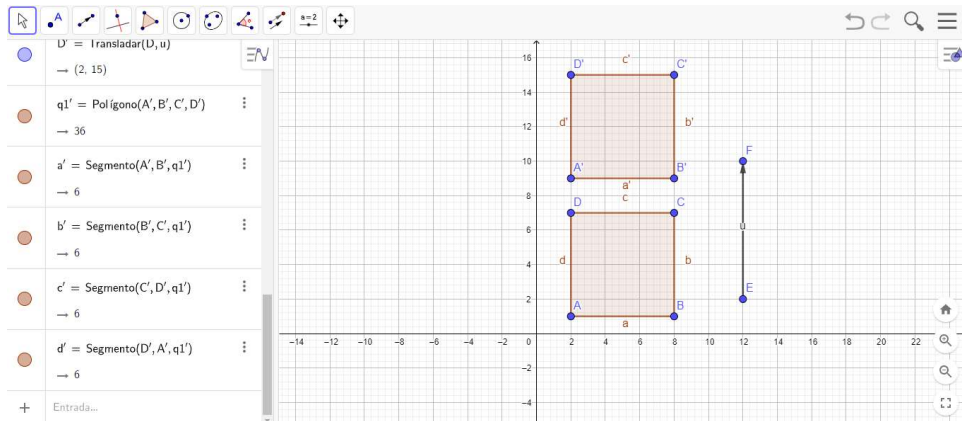 A
a=2
D′ = Transladar(D, u)
→ (2, 15)
q1′ = Polígono(A′, B′, C′, D′)
→ 36
a′ = Segmento(A′, B′, q1′)
→ 6
b′ = Segmento(B′, C′, q1′)
→ 6
c′ = Segmento(C′, D′, q1′)
→ 6
d′ = Segmento(D′, A′, q1′)
→ 6
+ Entrada...
N
16
D' c' C'
14
d' b'
12
F
10
A' B'
a'
8
c
D C
6
u
d b
4
E
2
A B
a
−14 −12 −10 −8 −6 −4 −2 0 2 4 6 8 10 12 14 16 18 20 22
−2
−4